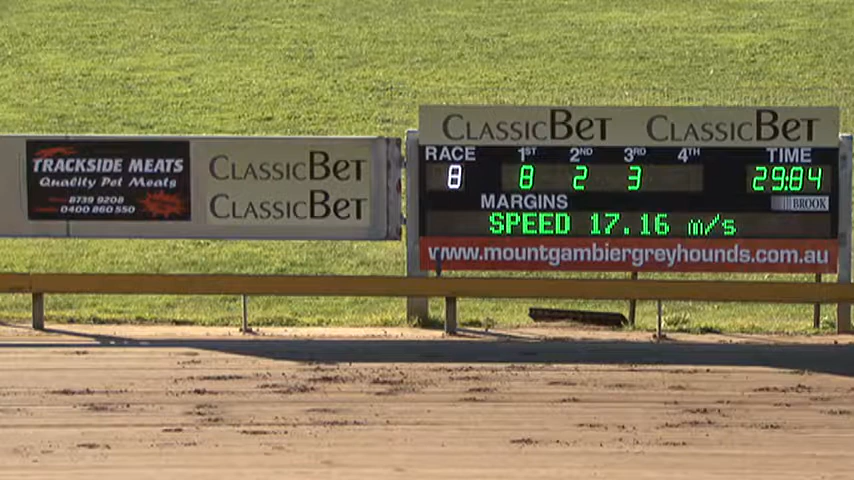 CLASSICBET CLASSICBET
RACE 1ST 2ND 3RD 4TH TIME
8 8 2 3 29.84
BROOK
MARGINS
SPEED 17.16 m/s
www.mountgambiergreyhounds.com.au
TRACKSIDE MEATS
Quality Pet Meats
8739 9208
0400 860 550
CLASSICBET
CLASSICBET